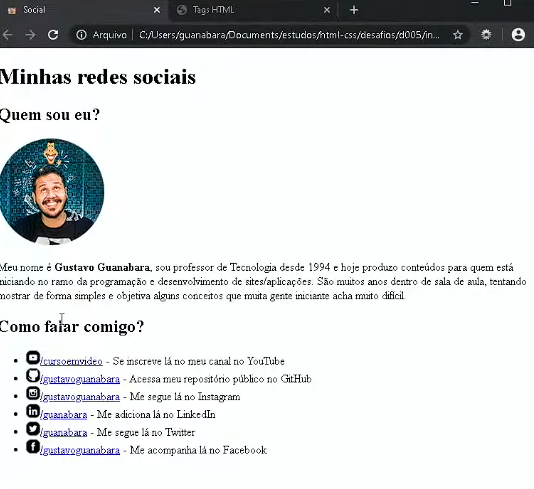 Social
Tags HTML
Arquivo
C:/Users/guanabara/Documents/estudos/html-css/desafios/d005/in...
Minhas redes sociais
Quem sou eu?
Meu nome é Gustavo Guanabara, sou professor de Tecnologia desde 1994 e hoje produzo conteúdos para quem está
iniciando no ramo da programação e desenvolvimento de sites/aplicações. São muitos anos dentro de sala de aula, tentando
mostrar de forma simples e objetiva alguns conceitos que muita gente iniciante acha muito difícil.
Como falar comigo?
/cursoemvideo - Se inscreve lá no meu canal no YouTube
/gustavoguanabara - Acessa meu repositório público no GitHub
/gustavoguanabara - Me segue lá no Instagram
/guanabara - Me adiciona lá no LinkedIn
/guanabara - Me segue lá no Twitter
/gustavoguanabara - Me acompanha lá no Facebook